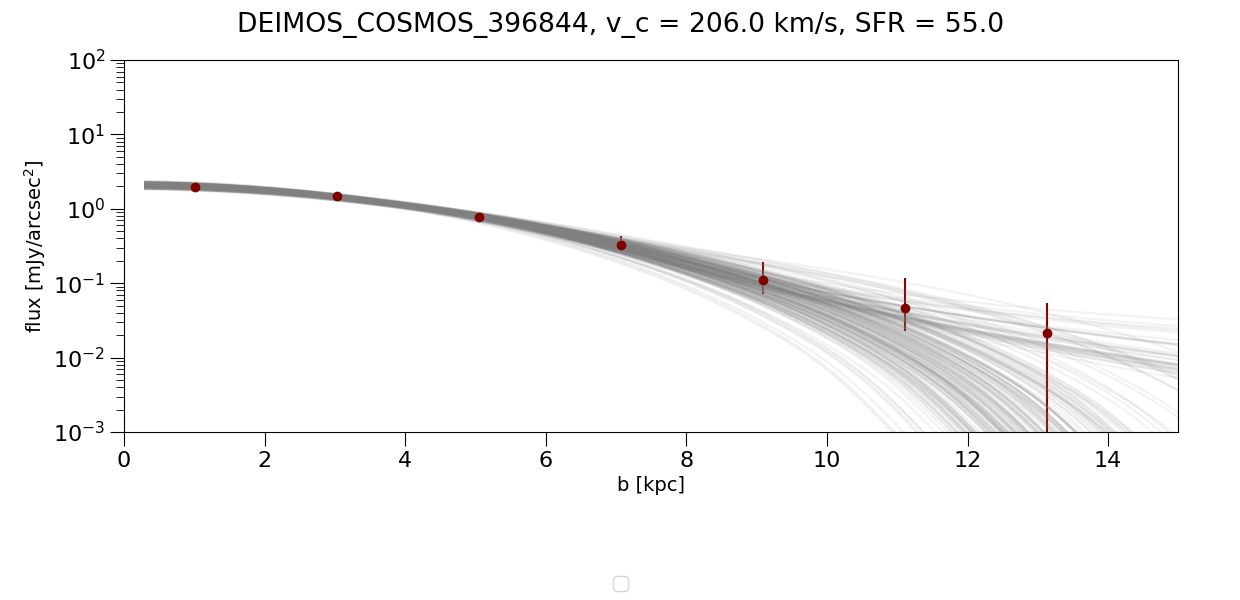 DEIMOS_COSMOS_396844, v_c = 206.0 km/s, SFR = 55.0
flux [mJy/arcsec²]
10²
10¹
10⁰
10⁻¹
10⁻²
10⁻³
0 2 4 6 8 10 12 14
b [kpc]